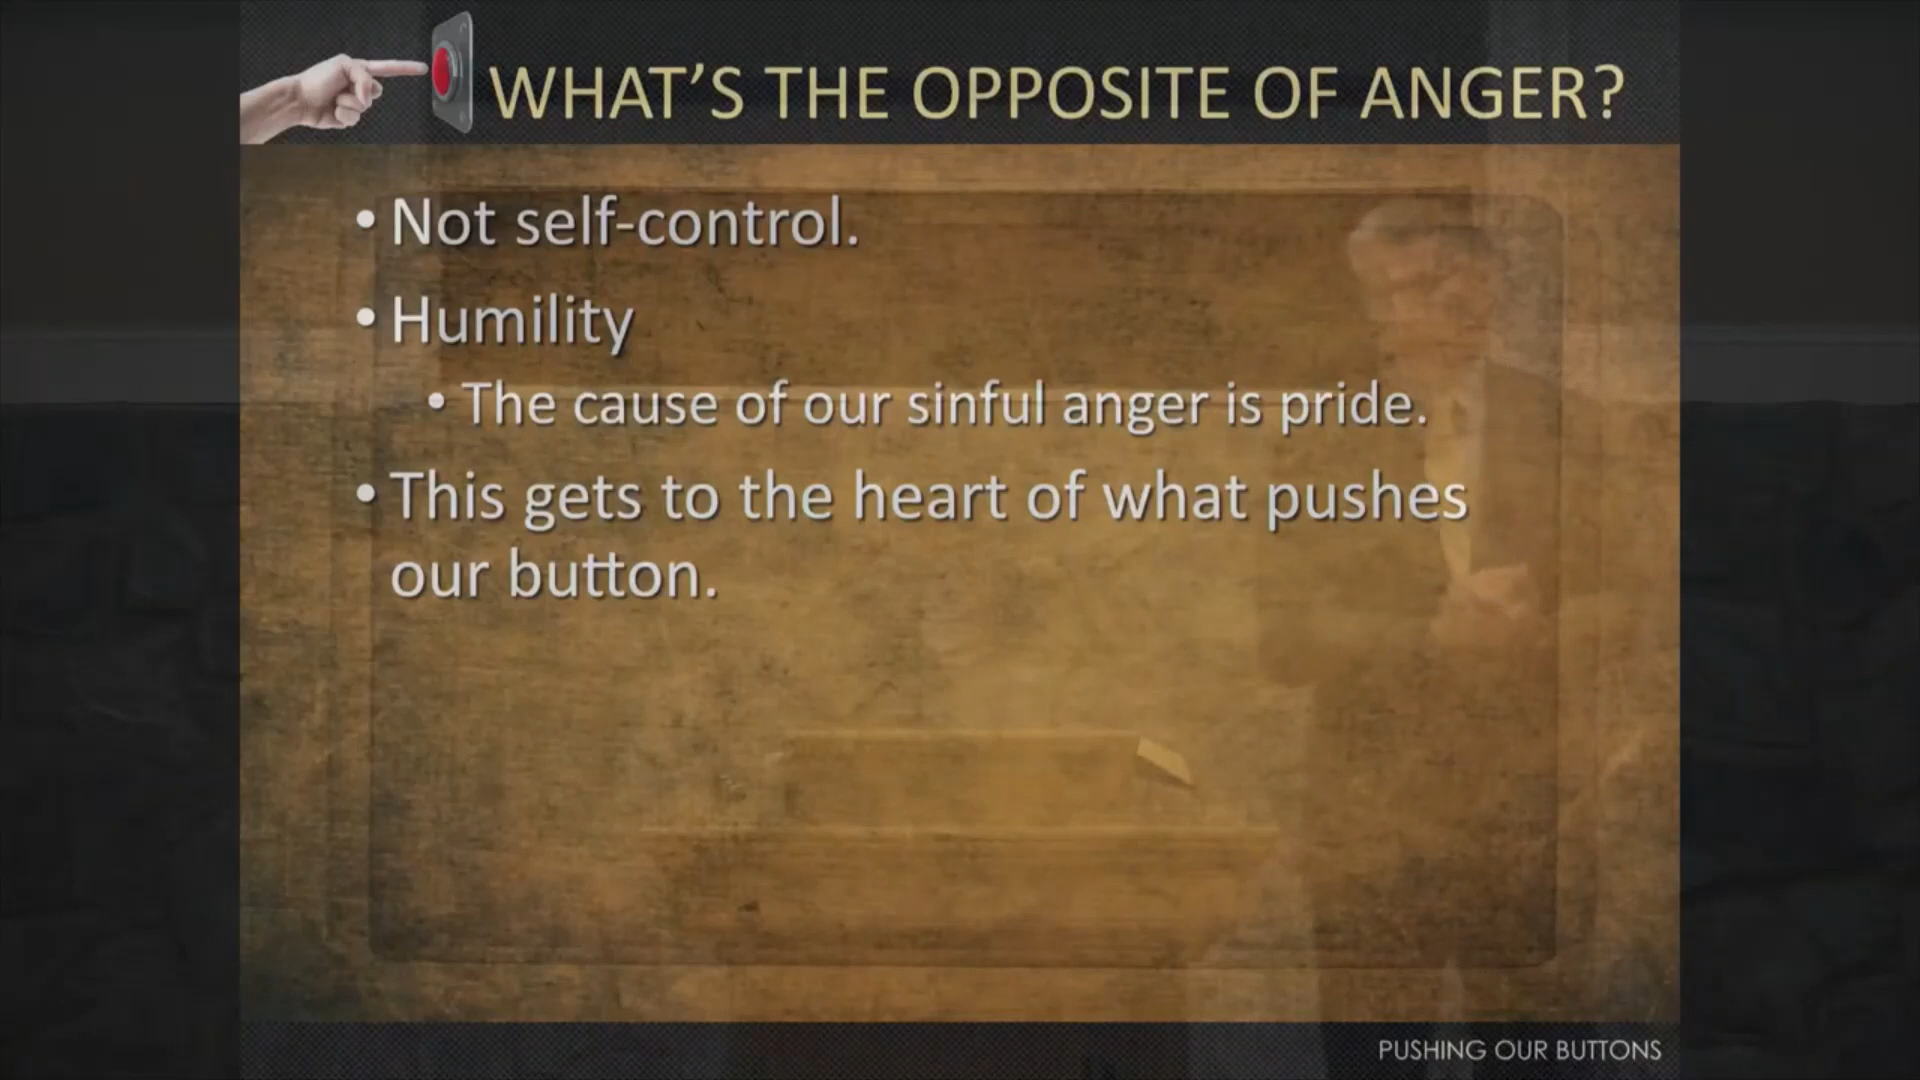 WHAT’S THE OPPOSITE OF ANGER?
• Not self-control.
• Humility
• The cause of our sinful anger is pride.
• This gets to the heart of what pushes
our button.
PUSHING OUR BUTTONS